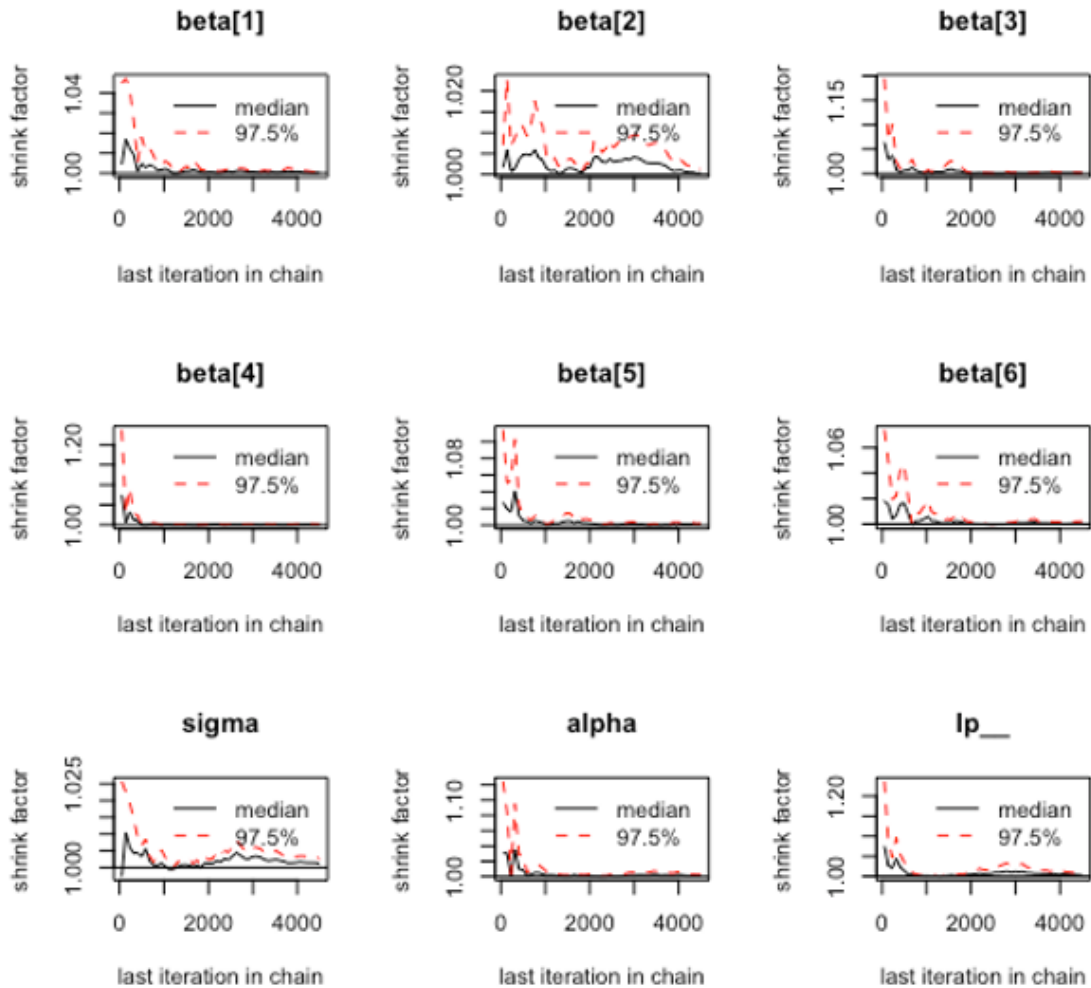 beta[1] beta[2] beta[3]
shrink factor 1.00 1.04 median 97.5% shrink factor 1.000 1.020 median 97.5% shrink factor 1.00 1.15 median 97.5%
0 2000 4000 0 2000 4000 0 2000 4000
last iteration in chain last iteration in chain last iteration in chain
beta[4] beta[5] beta[6]
shrink factor 1.00 1.20 median 97.5% shrink factor 1.00 1.08 median 97.5% shrink factor 1.00 1.06 median 97.5%
0 2000 4000 0 2000 4000 0 2000 4000
last iteration in chain last iteration in chain last iteration in chain
sigma alpha lp__
shrink factor 1.000 1.025 median 97.5% shrink factor 1.00 1.10 median 97.5% shrink factor 1.00 1.20 median 97.5%
0 2000 4000 0 2000 4000 0 2000 4000
last iteration in chain last iteration in chain last iteration in chain